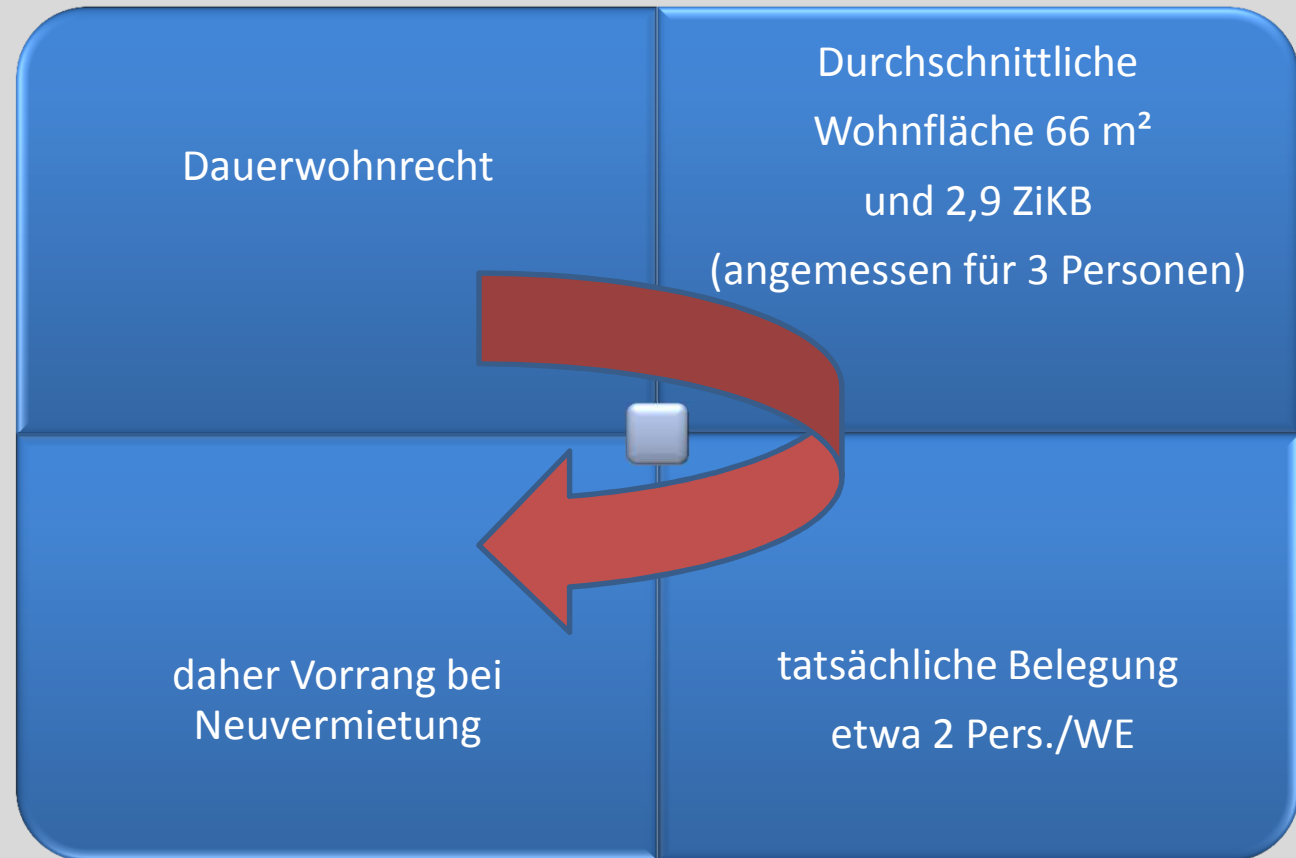 Dauerwohnrecht
Durchschnittliche
Wohnfläche 66 m²
und 2,9 ZiKB
(angemessen für 3 Personen)
daher Vorrang bei
Neuvermietung
tatsächliche Belegung
etwa 2 Pers./WE